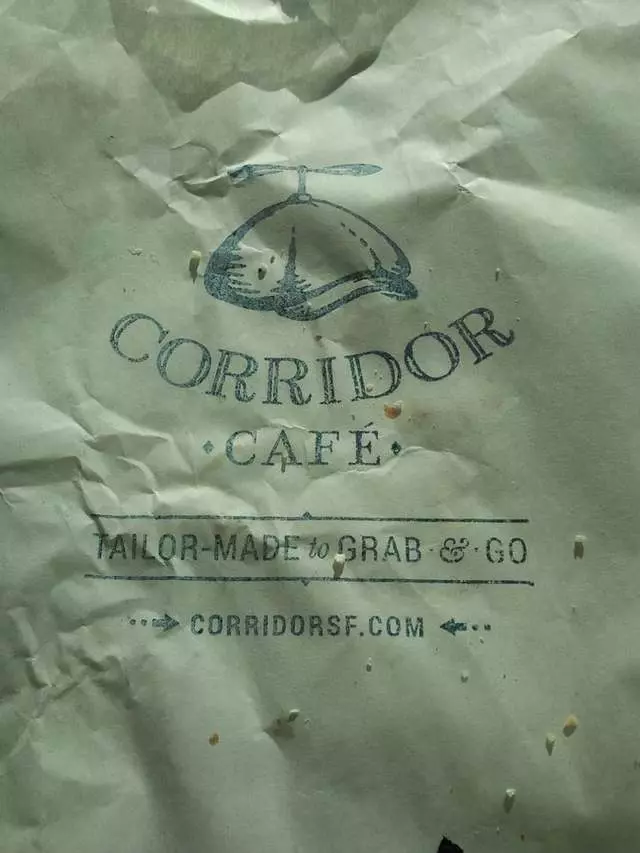 CORRIDOR
· CAFÉ ·
TAILOR-MADE to GRAB · & · GO
CORRIDORSF.COM